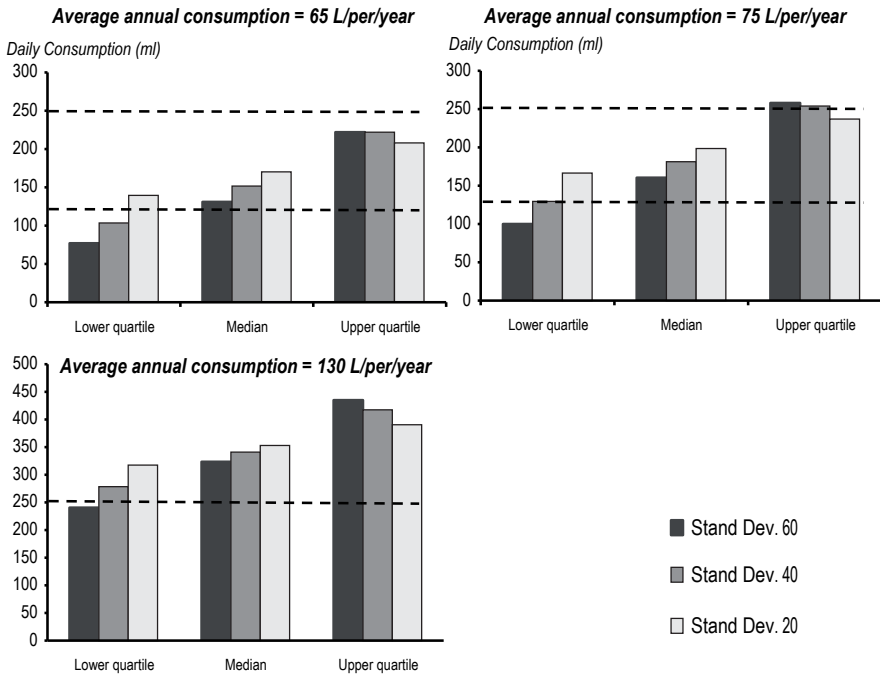 Average annual consumption = 65 L/per/year
Daily Consumption (ml)
300
250
200
150
100
50
0
Lower quartile Median Upper quartile
Average annual consumption = 75 L/per/year
Daily Consumption (ml)
300
250
200
150
100
50
0
Lower quartile Median Upper quartile
Average annual consumption = 130 L/per/year
500
450
400
350
300
250
200
150
100
50
0
Lower quartile Median Upper quartile
Stand Dev. 60
Stand Dev. 40
Stand Dev. 20